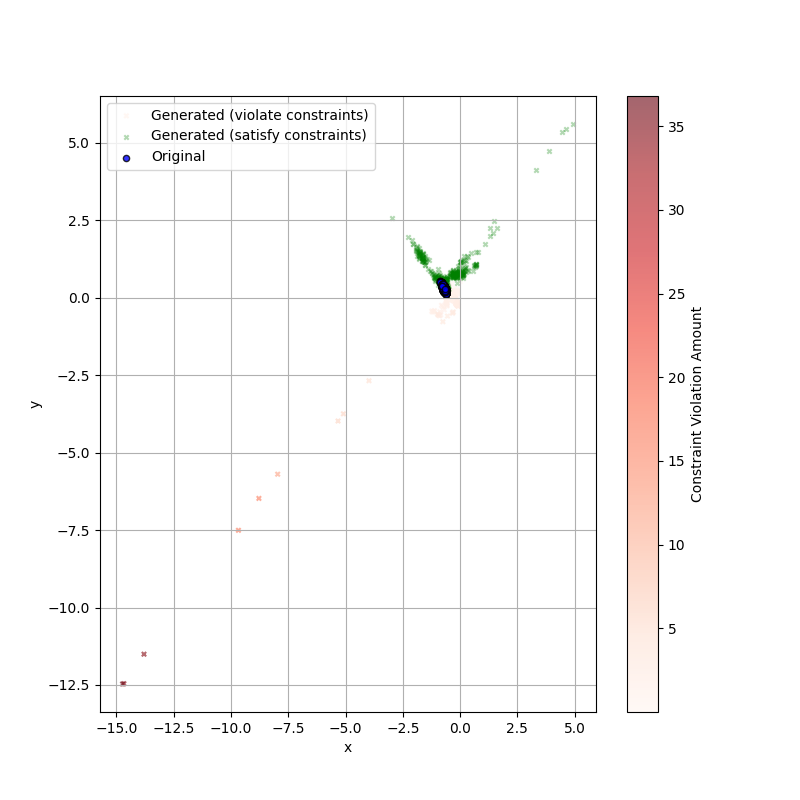 Generated (violate constraints)
Generated (satisfy constraints)
Original
5.0
2.5
0.0
−2.5
−5.0
−7.5
−10.0
−12.5
y
−15.0 −12.5 −10.0 −7.5 −5.0 −2.5 0.0 2.5 5.0
x
35
30
25
20
15
10
5
Constraint Violation Amount